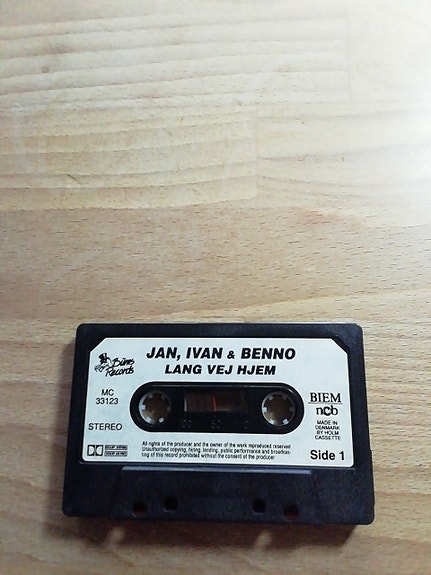 JAN, IVAN & BENNO
LANG VEJ HJEM
Records
MC
33123
STEREO
BIEM
ncb
MADE IN
DENMARK
BY HOLM
CASSETTE
All rights of the producer and the owner of the work reproduced reserved
Unauthorized copying, hiring, lending, public performance and broadcas-
ting of this record prohibited without the consent of the producer
Side 1